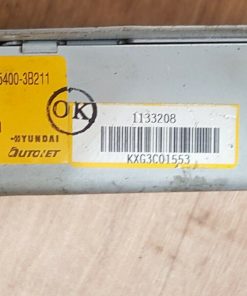 5400-3B211
OK
1133208
HYUNDAI
AUTONET
KXG3C01553